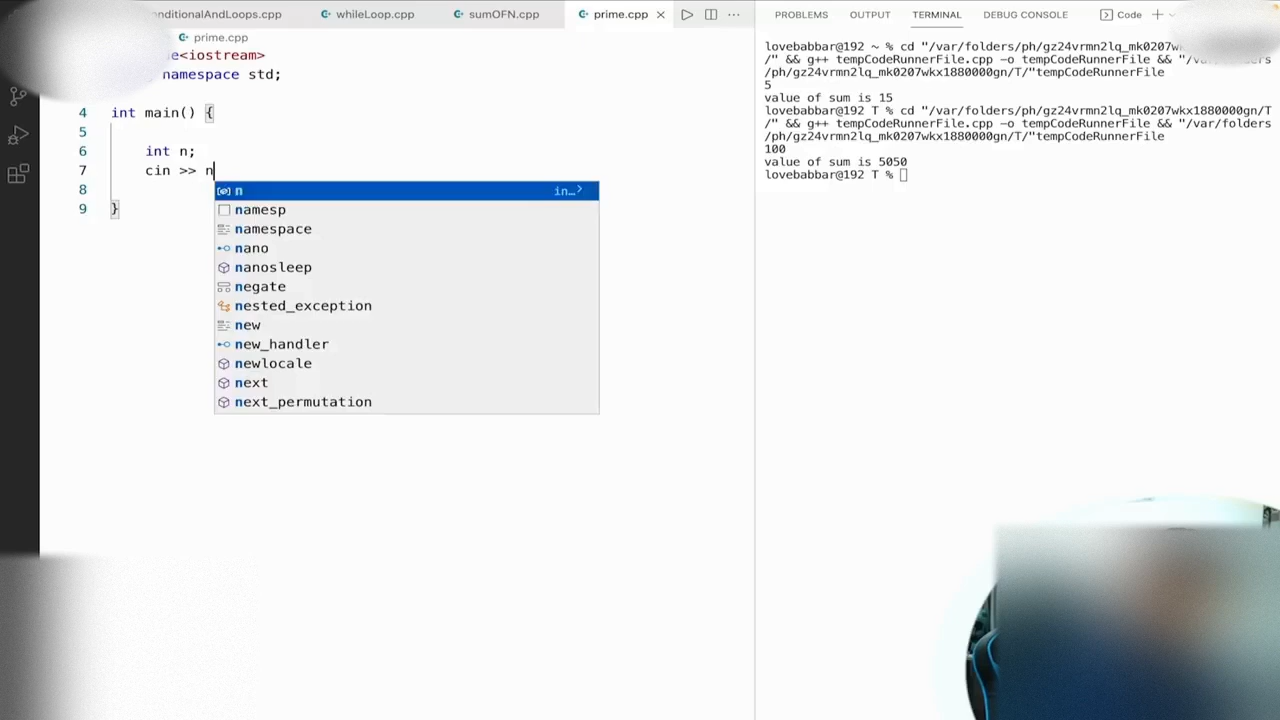 onditionalAndLoops.cpp whileLoop.cpp sumOFN.cpp prime.cpp
prime.cpp
e<iostream>
namespace std;
4 int main() {
5
6 int n;
7 cin >> n
8
9 }
n in…
namesp
namespace
nano
nanosleep
negate
nested_exception
new
new_handler
newlocale
next
next_permutation
PROBLEMS OUTPUT TERMINAL DEBUG CONSOLE Code
lovebabbar@192 ~ % cd "/var/folders/ph/gz24vrmn2lq_mk0207w
/" && g++ tempCodeRunnerFile.cpp -o tempCodeRunnerFile && "/v ers
/ph/gz24vrmn2lq_mk0207wkx1880000gn/T/"tempCodeRunnerFile
5
value of sum is 15
lovebabbar@192 T % cd "/var/folders/ph/gz24vrmn2lq_mk0207wkx1880000gn/T
/" && g++ tempCodeRunnerFile.cpp -o tempCodeRunnerFile && "/var/folders
/ph/gz24vrmn2lq_mk0207wkx1880000gn/T/"tempCodeRunnerFile
100
value of sum is 5050
lovebabbar@192 T %